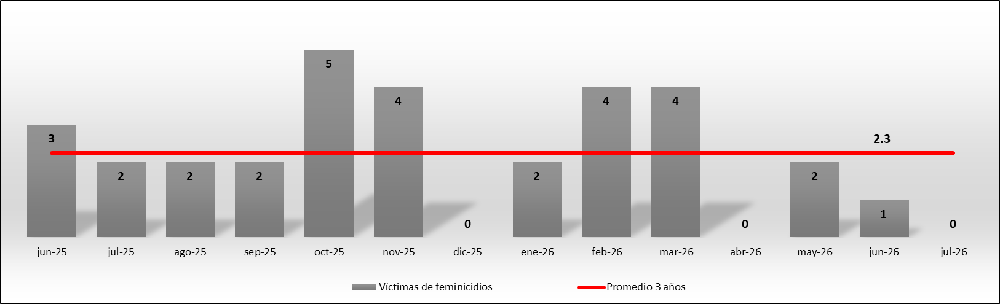 5
4
4
4
3
2.3
2
2
2
2
2
1
0
0
0
jun-25
jul-25
ago-25
sep-25
oct-25
nov-25
dic-25
ene-26
feb-26
mar-26
abr-26
may-26
jun-26
jul-26
Víctimas de feminicidios
Promedio 3 años